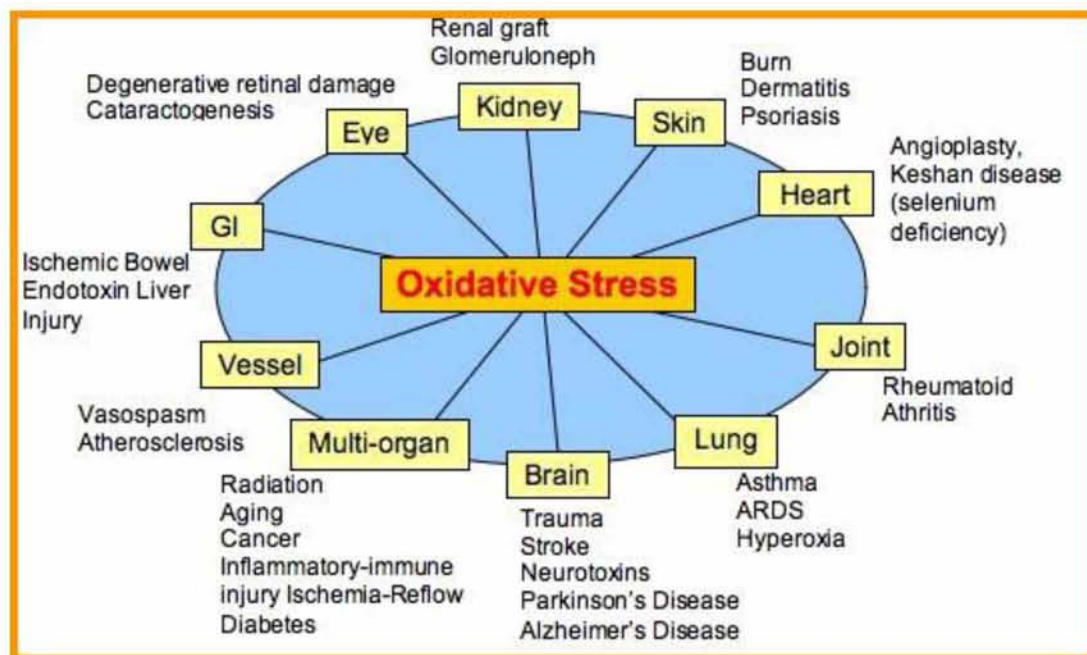 Renal graft
Glomeruloneph
Kidney
Degenerative retinal damage
Cataractogenesis
Eye
Burn
Dermatitis
Psoriasis
Skin
Angioplasty,
Keshan disease
(selenium
deficiency)
Heart
GI
Ischemic Bowel
Endotoxin Liver
Injury
Oxidative Stress
Vessel
Vasospasm
Atherosclerosis
Joint
Rheumatoid
Athritis
Multi-organ
Radiation
Aging
Cancer
Inflammatory-immune
injury Ischemia-Reflow
Diabetes
Brain
Trauma
Stroke
Neurotoxins
Parkinson's Disease
Alzheimer's Disease
Lung
Asthma
ARDS
Hyperoxia